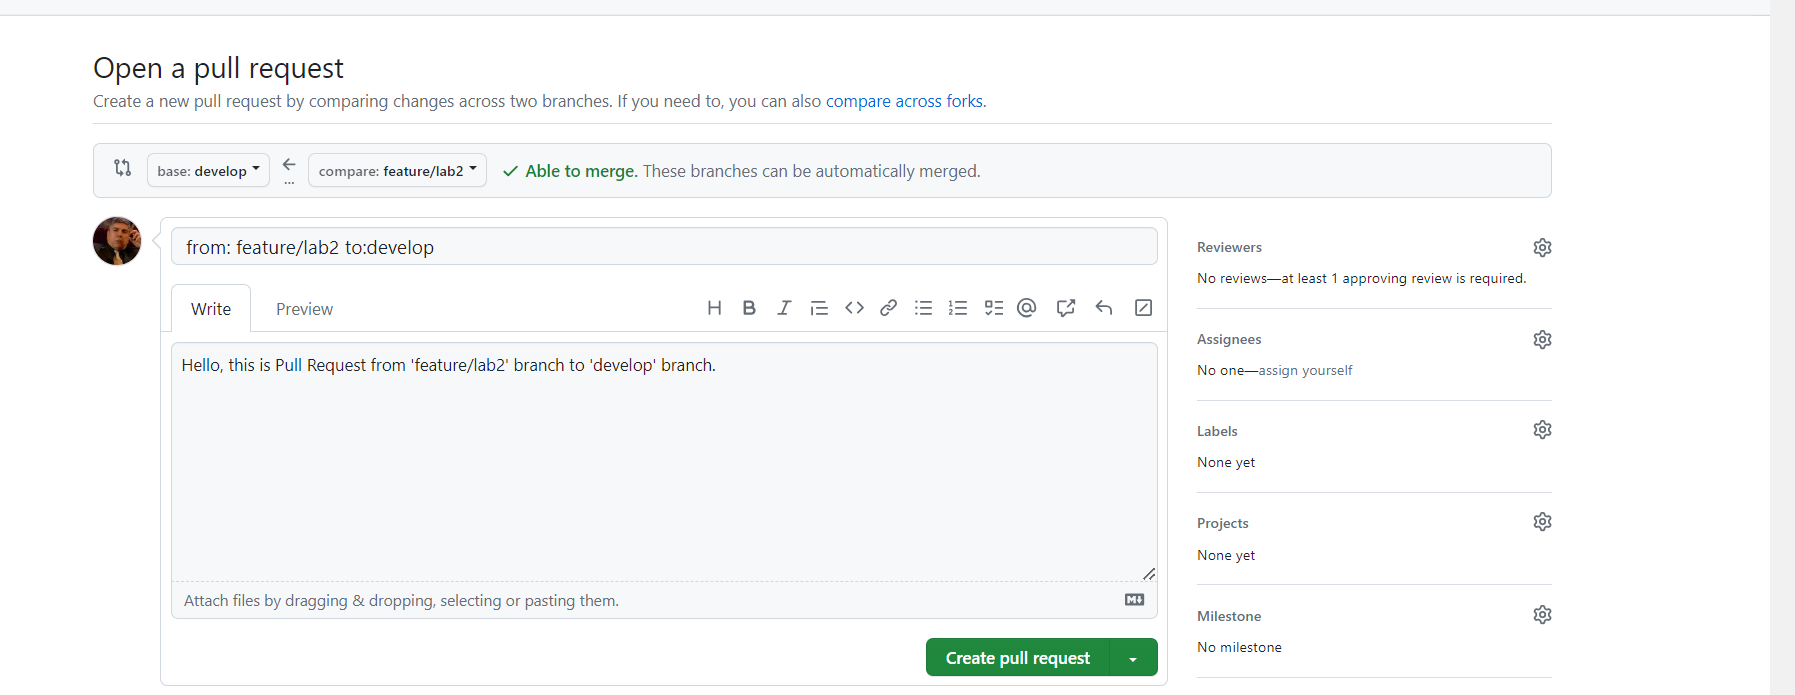 Open a pull request
Create a new pull request by comparing changes across two branches. If you need to, you can also compare across forks.
base: develop
...
compare: feature/lab2
Able to merge. These branches can be automatically merged.
from: feature/lab2 to:develop
Write
Preview
Hello, this is Pull Request from 'feature/lab2' branch to 'develop' branch.
Attach files by dragging & dropping, selecting or pasting them.
Create pull request
Reviewers
No reviews—at least 1 approving review is required.
Assignees
No one—assign yourself
Labels
None yet
Projects
None yet
Milestone
No milestone